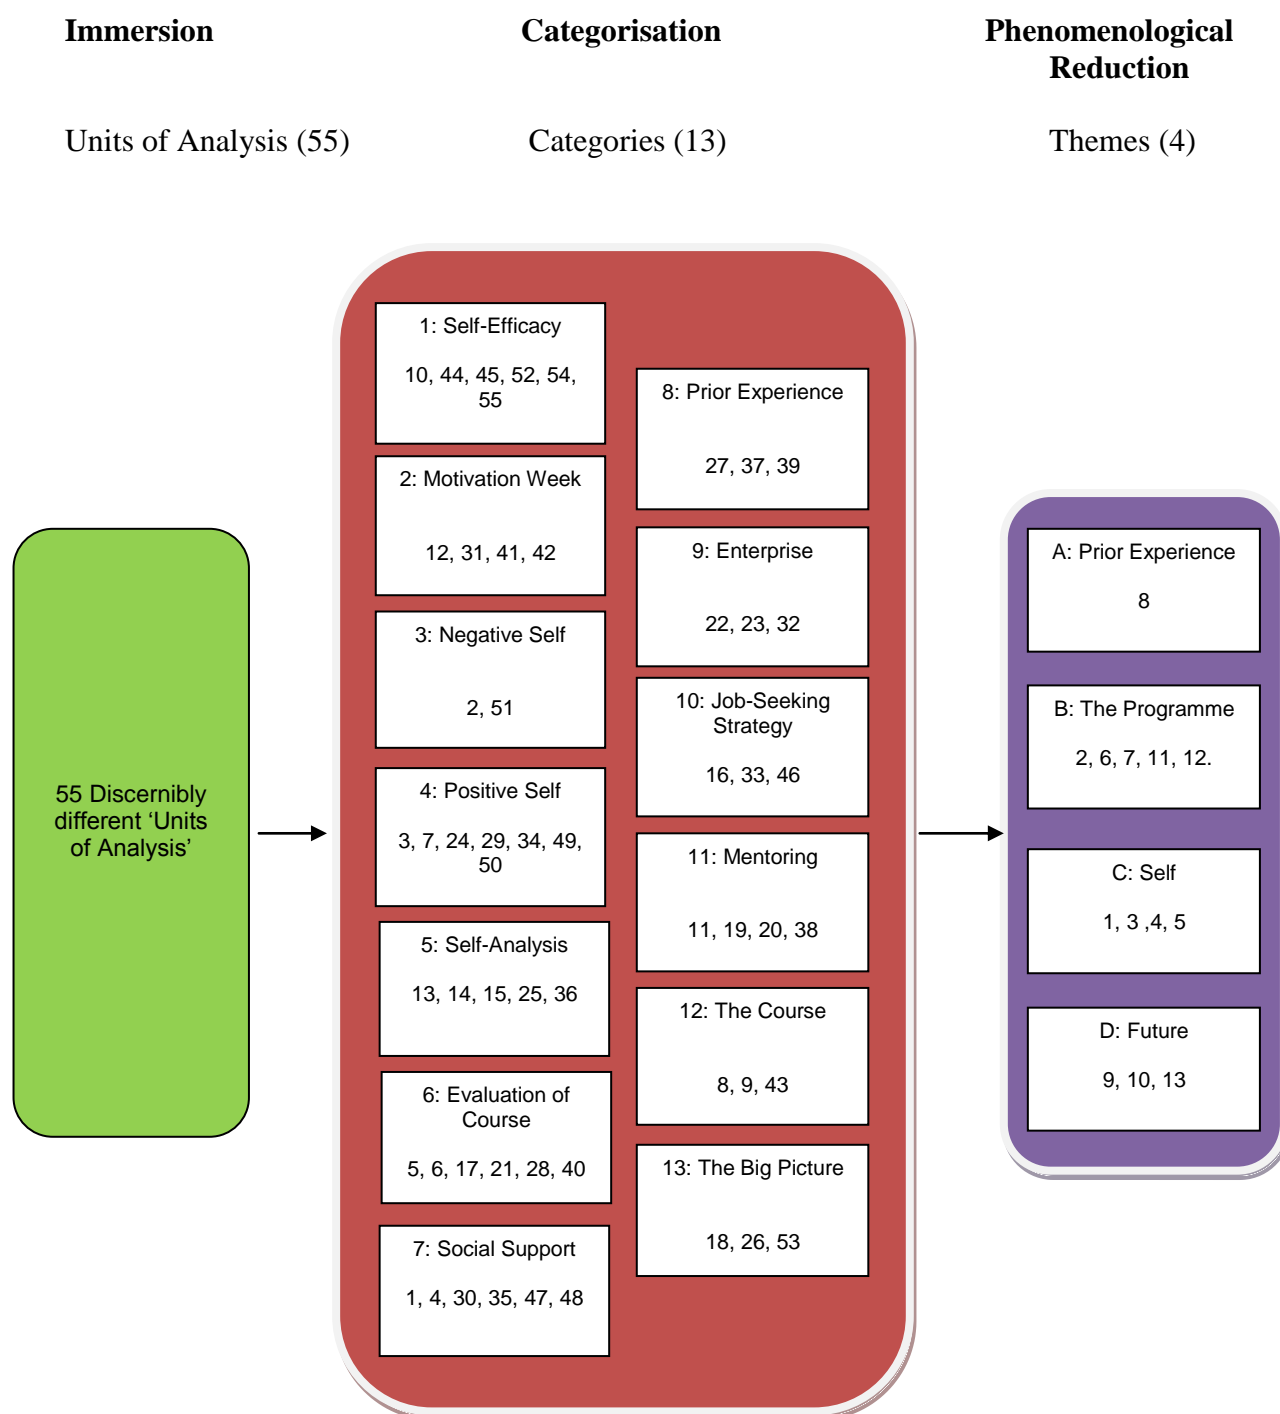 Immersion
Categorisation
Phenomenological
Reduction
Units of Analysis (55)
Categories (13)
Themes (4)
55 Discernibly
different ‘Units
of Analysis’
1: Self-Efficacy
10, 44, 45, 52, 54,
55
2: Motivation Week
12, 31, 41, 42
3: Negative Self
2, 51
4: Positive Self
3, 7, 24, 29, 34, 49,
50
5: Self-Analysis
13, 14, 15, 25, 36
6: Evaluation of
Course
5, 6, 17, 21, 28, 40
7: Social Support
1, 4, 30, 35, 47, 48
8: Prior Experience
27, 37, 39
9: Enterprise
22, 23, 32
10: Job-Seeking
Strategy
16, 33, 46
11: Mentoring
11, 19, 20, 38
12: The Course
8, 9, 43
13: The Big Picture
18, 26, 53
A: Prior Experience
8
B: The Programme
2, 6, 7, 11, 12.
C: Self
1, 3 ,4, 5
D: Future
9, 10, 13